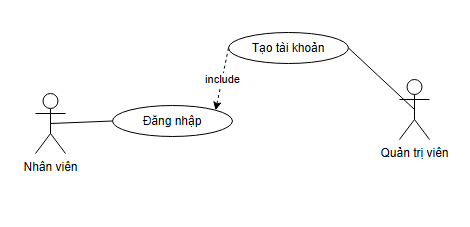 Tạo tài khoản
include
Đăng nhập
Quản trị viên
Nhân viên